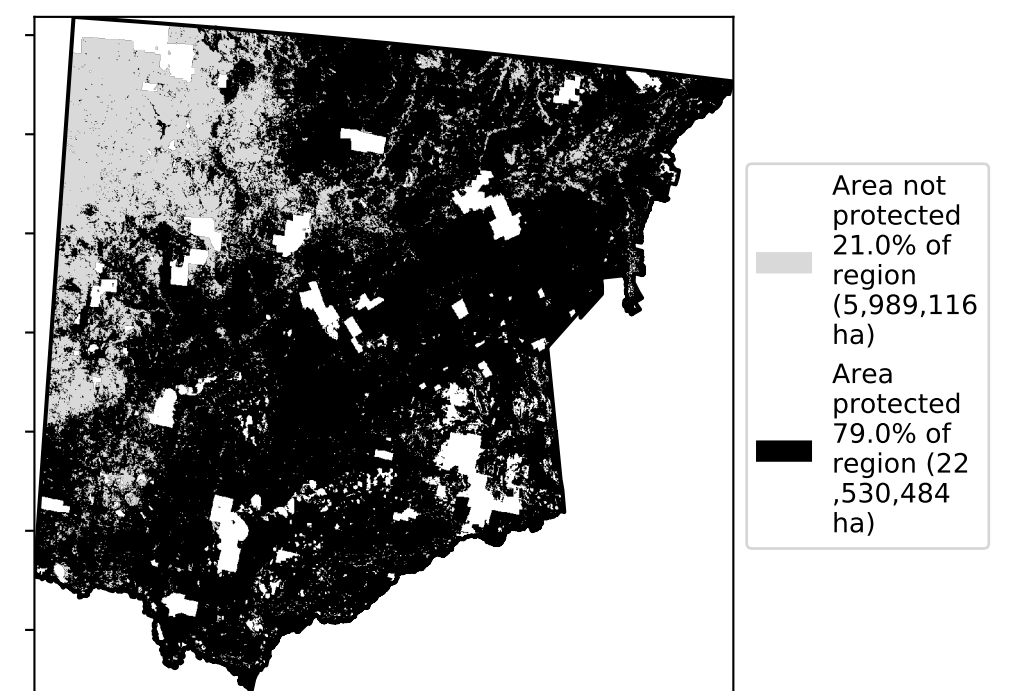 Area not
protected
21.0% of
region
(5,989,116
ha)
Area
protected
79.0% of
region (22
,530,484
ha)